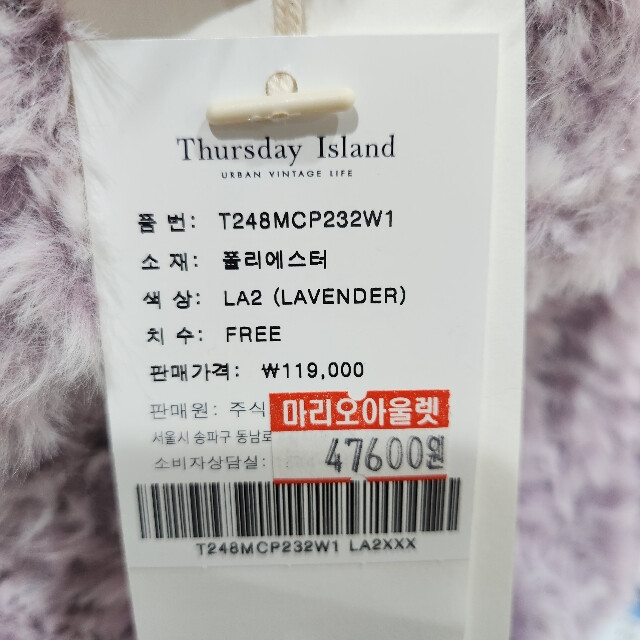 Thursday Island
URBAN VINTAGE LIFE
품 번: T248MCP232W1
소 재: 폴리에스터
색 상: LA2 (LAVENDER)
치 수: FREE
판매가격: ₩119,000
판매원: 주식
마리오아울렛
서울시 송파구 동남로
47600원
소비자상담실:
T248MCP232W1 LA2XXX